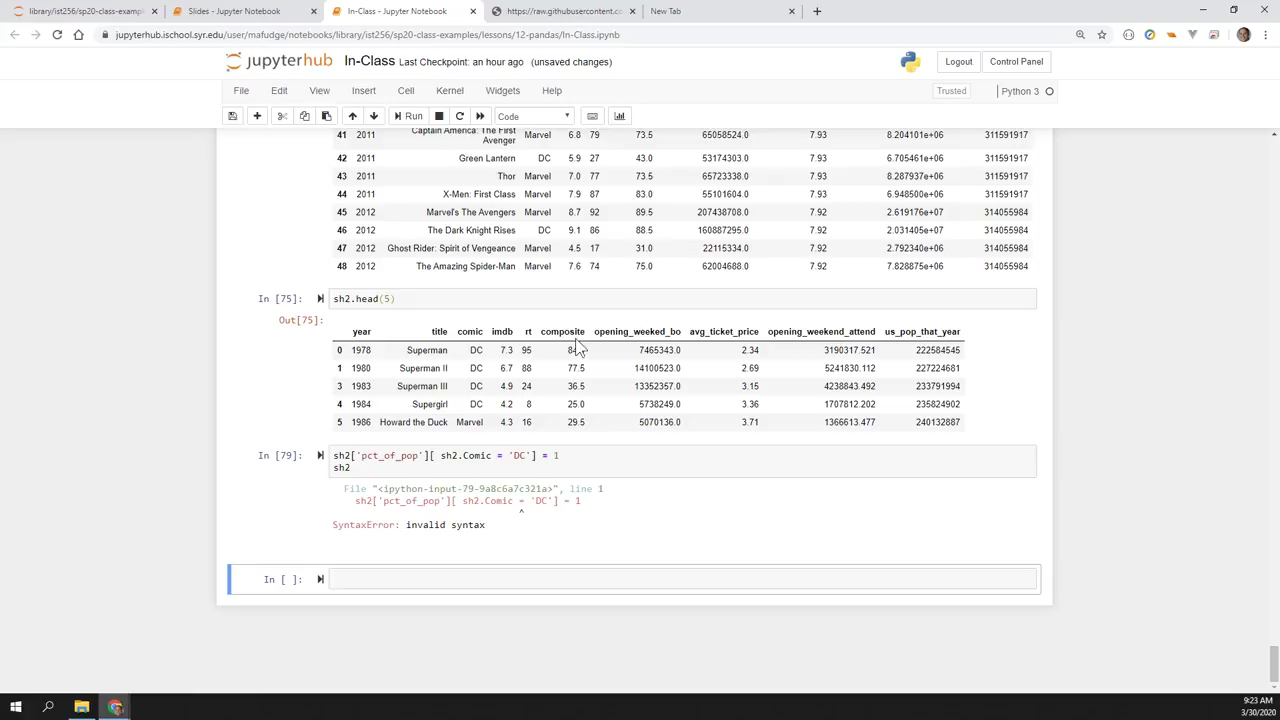 library/ist256/sp20-class-exampl
Slides - Jupyter Notebook
In-Class - Jupyter Notebook
https://raw.githubusercontent.co
New Tab
jupyterhub.ischool.syr.edu/user/mafudge/notebooks/library/ist256/sp20-class-examples/lessons/12-pandas/In-Class.ipynb
jupyterhub In-Class Last Checkpoint: an hour ago (unsaved changes) Logout Control Panel
File Edit View Insert Cell Kernel Widgets Help Trusted Python 3
Run Code
41 2011 Captain America: The First Avenger Marvel 6.8 79 73.5 65058524.0 7.93 8.204101e+06 311591917
42 2011 Green Lantern DC 5.9 27 43.0 53174303.0 7.93 6.705461e+06 311591917
43 2011 Thor Marvel 7.0 77 73.5 65723338.0 7.93 8.287937e+06 311591917
44 2011 X-Men: First Class Marvel 7.9 87 83.0 55101604.0 7.93 6.948500e+06 311591917
45 2012 Marvel's The Avengers Marvel 8.7 92 89.5 207438708.0 7.92 2.619176e+07 314055984
46 2012 The Dark Knight Rises DC 9.1 86 88.5 160887295.0 7.92 2.031405e+07 314055984
47 2012 Ghost Rider: Spirit of Vengeance Marvel 4.5 17 31.0 22115334.0 7.92 2.792340e+06 314055984
48 2012 The Amazing Spider-Man Marvel 7.6 74 75.0 62004688.0 7.92 7.828875e+06 314055984
In [75]: sh2.head(5)
Out[75]:
year title comic imdb rt composite opening_weeked_bo avg_ticket_price opening_weekend_attend us_pop_that_year
0 1978 Superman DC 7.3 95 7465343.0 2.34 3190317.521 222584545
1 1980 Superman II DC 6.7 88 77.5 14100523.0 2.69 5241830.112 227224681
3 1983 Superman III DC 4.9 24 36.5 13352357.0 3.15 4238843.492 233791994
4 1984 Supergirl DC 4.2 8 25.0 5738249.0 3.36 1707812.202 235824902
5 1986 Howard the Duck Marvel 4.3 16 29.5 5070136.0 3.71 1366613.477 240132887
In [79]: sh2['pct_of_pop'][ sh2.Comic = 'DC'] = 1
sh2
File "<ipython-input-79-9a8c6a7c321a>", line 1
sh2['pct_of_pop'][ sh2.Comic = 'DC'] = 1
^
SyntaxError: invalid syntax
In [ ]:
9:23 AM
3/30/2020